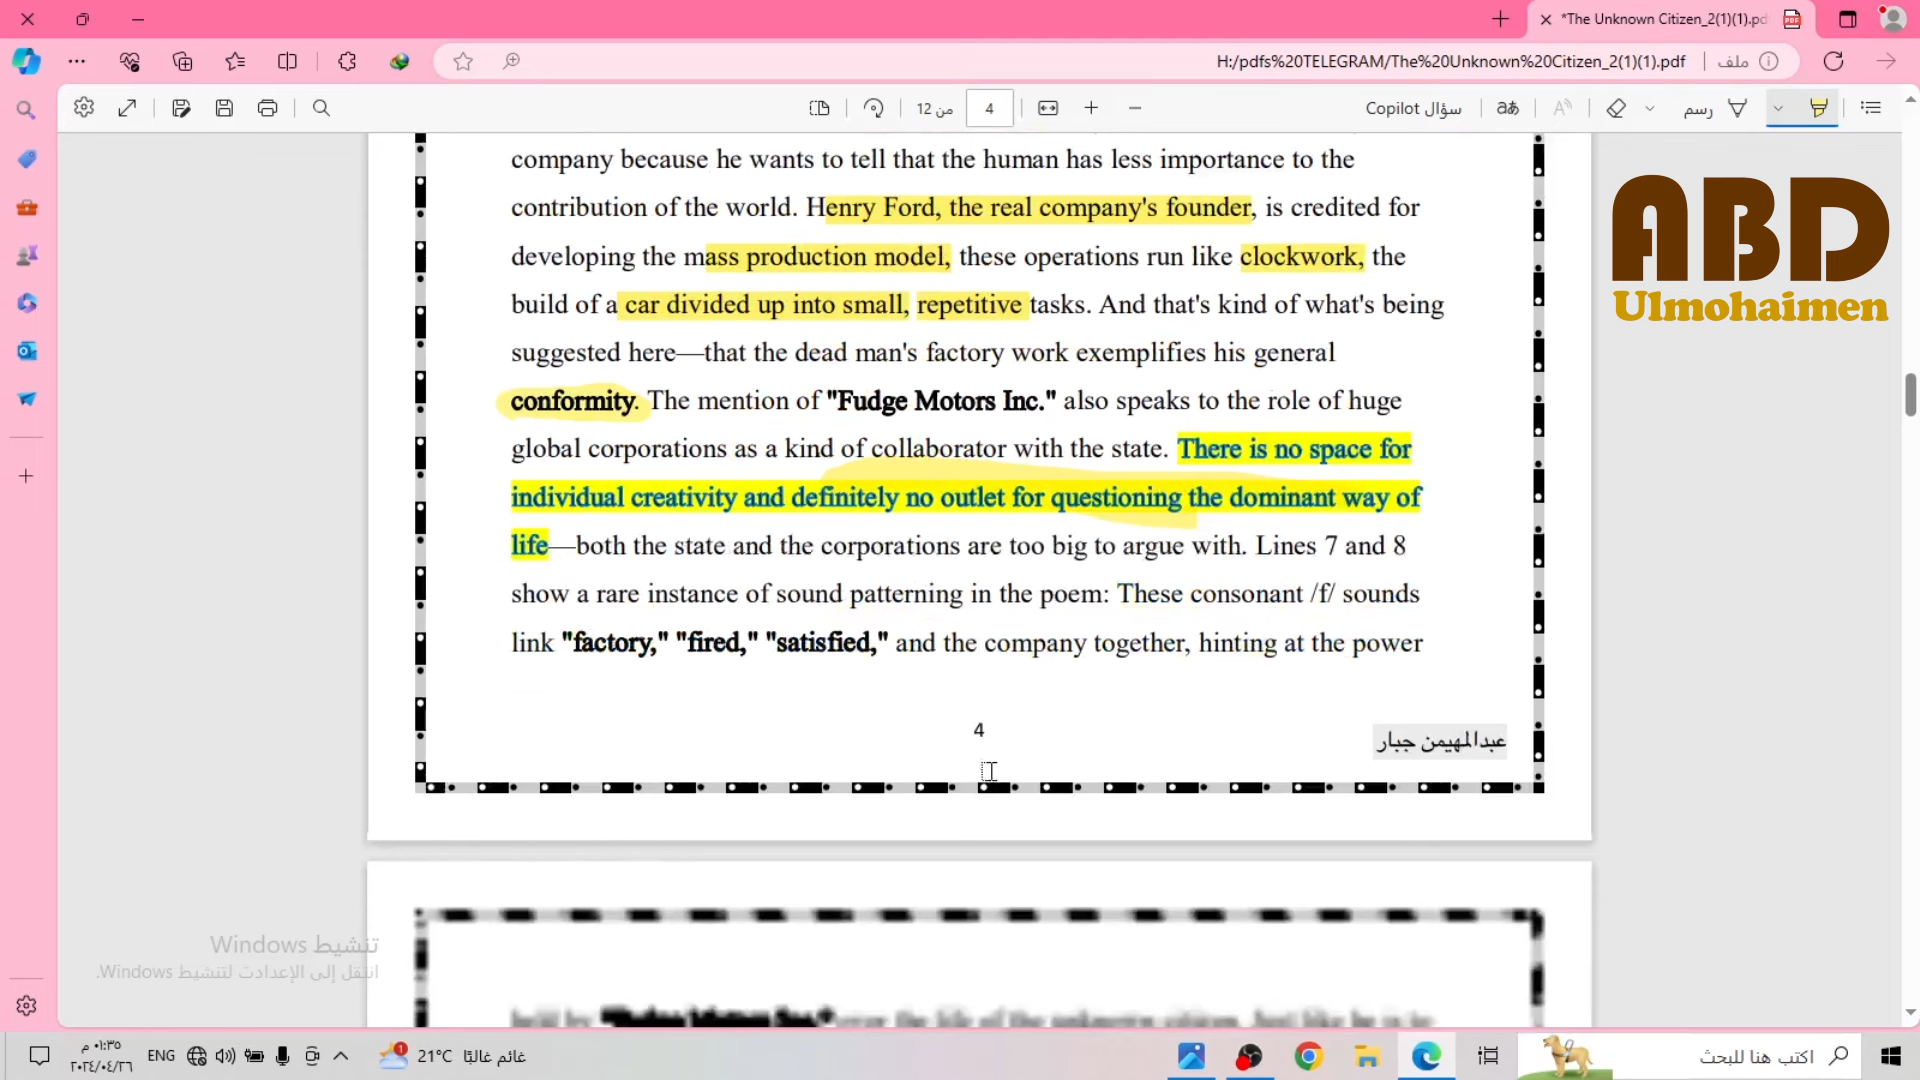 *The Unknown Citizen_2(1)(1).pd
H:/pdfs%20TELEGRAM/The%20Unknown%20Citizen_2(1)(1).pdf
ملف
4
من 12
سؤال Copilot
رسم
company because he wants to tell that the human has less importance to the
contribution of the world. Henry Ford, the real company's founder, is credited for
developing the mass production model, these operations run like clockwork, the
build of a car divided up into small, repetitive tasks. And that's kind of what's being
suggested here—that the dead man's factory work exemplifies his general
conformity. The mention of "Fudge Motors Inc." also speaks to the role of huge
global corporations as a kind of collaborator with the state. There is no space for
individual creativity and definitely no outlet for questioning the dominant way of
life—both the state and the corporations are too big to argue with. Lines 7 and 8
show a rare instance of sound patterning in the poem: These consonant /f/ sounds
link "factory," "fired," "satisfied," and the company together, hinting at the power
4
عبدالمهيمن جبار
ABD
Ulmohaimen
تنشيط Windows
انتقل إلى الإعدادت لتنشيط Windows.
٠١:٣٥ م
٢٠٢٤/٠٤/٢٦
ENG
21°C غائم غالبًا
اكتب هنا للبحث